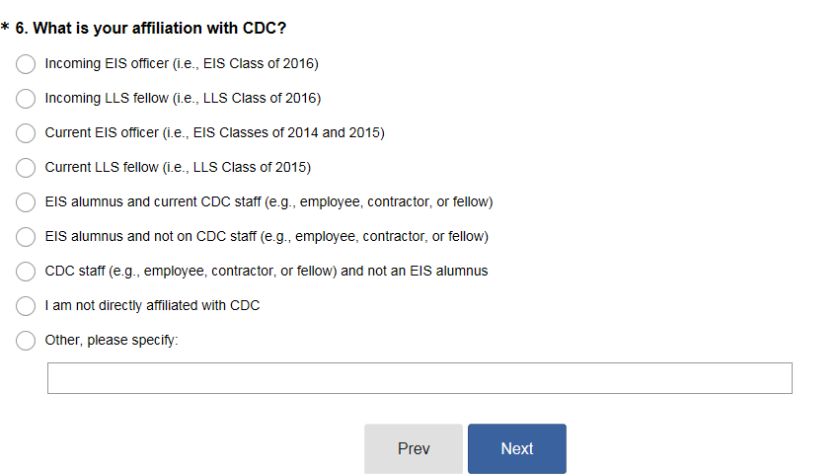 * 6. What is your affiliation with CDC?
Incoming EIS officer (i.e., EIS Class of 2016)
Incoming LLS fellow (i.e., LLS Class of 2016)
Current EIS officer (i.e., EIS Classes of 2014 and 2015)
Current LLS fellow (i.e., LLS Class of 2015)
EIS alumnus and current CDC staff (e.g., employee, contractor, or fellow)
EIS alumnus and not on CDC staff (e.g., employee, contractor, or fellow)
CDC staff (e.g., employee, contractor, or fellow) and not an EIS alumnus
I am not directly affiliated with CDC
Other, please specify:
Prev Next